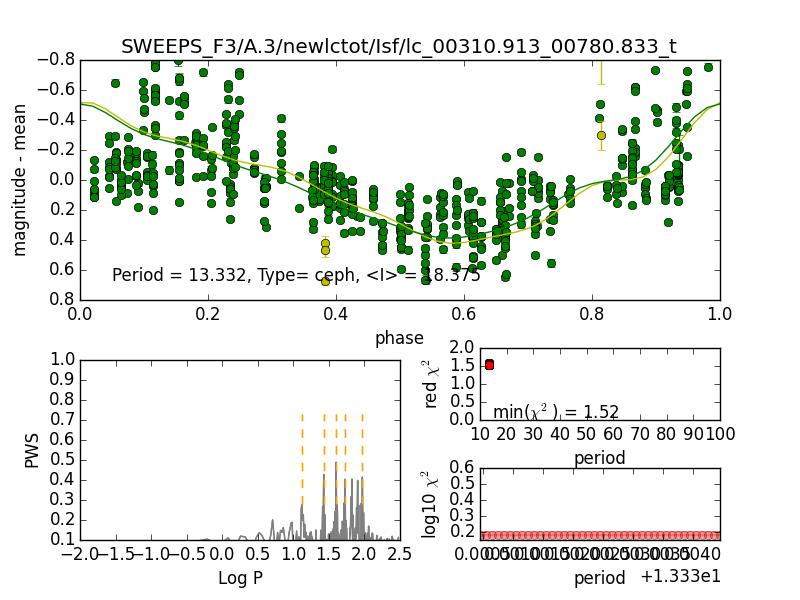 SWEEPS_F3/A.3/newlctot/Isf/lc_00310.913_00780.833_t
magnitude - mean
−0.8
−0.6
−0.4
−0.2
0.0
0.2
0.4
0.6
0.8
Period = 13.332, Type= ceph, <I> = 18.375
0.0 0.2 0.4 0.6 0.8 1.0
phase
PWS
1.0
0.9
0.8
0.7
0.6
0.5
0.4
0.3
0.2
0.1
−2.0 −1.5 −1.0 −0.5 0.0 0.5 1.0 1.5 2.0 2.5
Log P
red χ²
2.0
1.5
1.0
0.5
0.0
min(χ² ) = 1.52
10 20 30 40 50 60 70 80 90 100
period
log10 χ²
0.6
0.5
0.4
0.3
0.2
period
+1.333e1